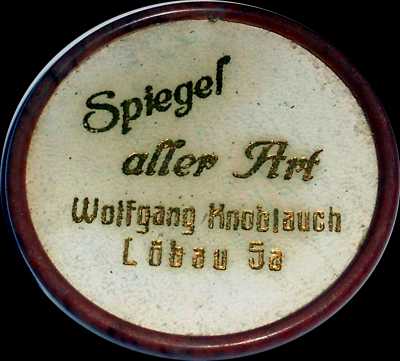 Spiegel
aller Art
Wolfgang Knoblauch
Löbau Sa